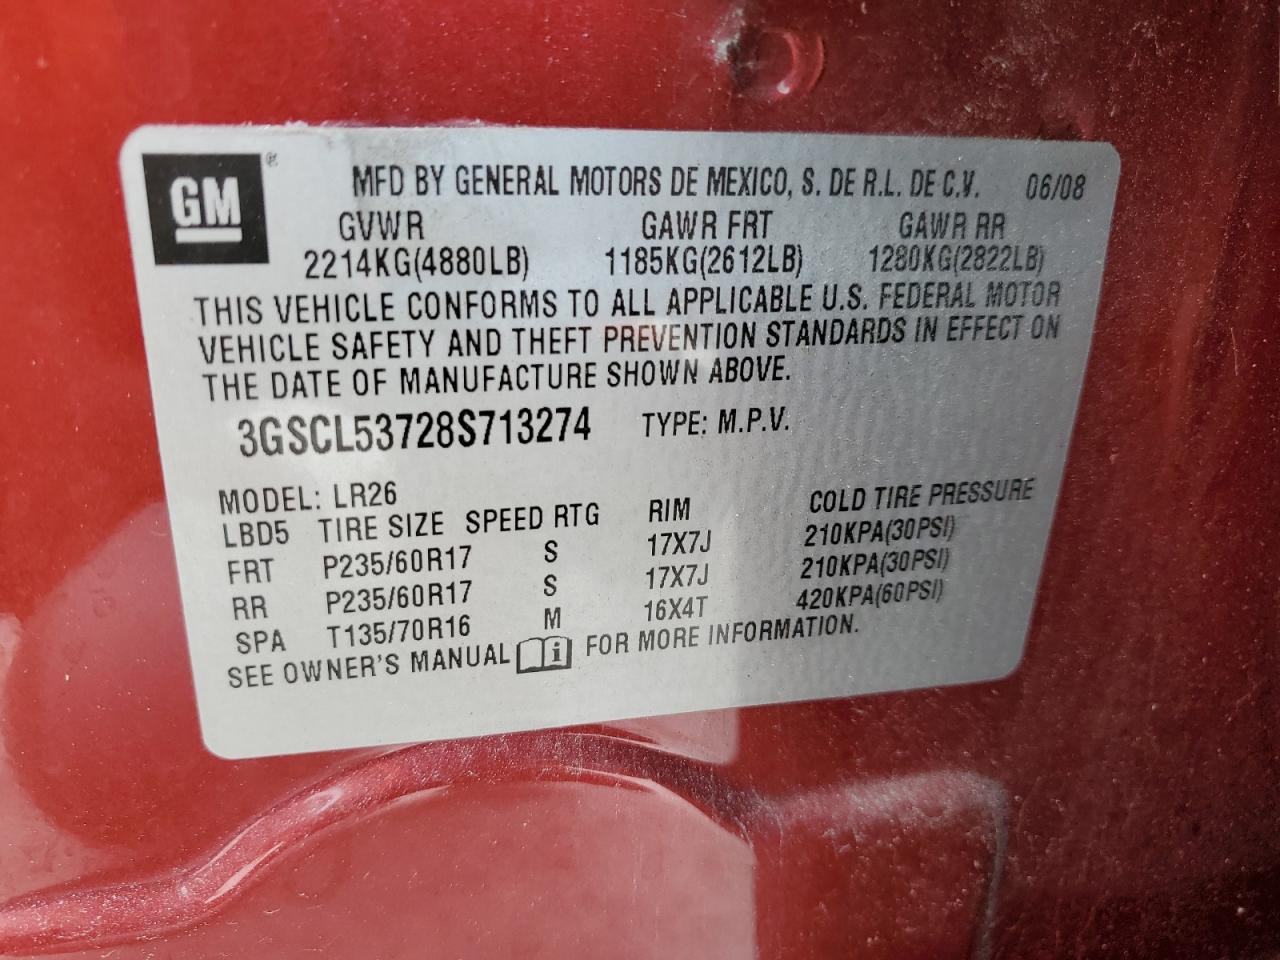 GM ® MFD BY GENERAL MOTORS DE MEXICO, S. DE R.L. DE C.V. 06/08
GVWR GAWR FRT GAWR RR
2214KG(4880LB) 1185KG(2612LB) 1280KG(2822LB)
THIS VEHICLE CONFORMS TO ALL APPLICABLE U.S. FEDERAL MOTOR
VEHICLE SAFETY AND THEFT PREVENTION STANDARDS IN EFFECT ON
THE DATE OF MANUFACTURE SHOWN ABOVE.
3GSCL53728S713274 TYPE: M.P.V.
MODEL: LR26
LBD5 TIRE SIZE SPEED RTG RIM COLD TIRE PRESSURE
FRT P235/60R17 S 17X7J 210KPA(30PSI)
RR P235/60R17 S 17X7J 210KPA(30PSI)
SPA T135/70R16 M 16X4T 420KPA(60PSI)
SEE OWNER'S MANUAL i FOR MORE INFORMATION.